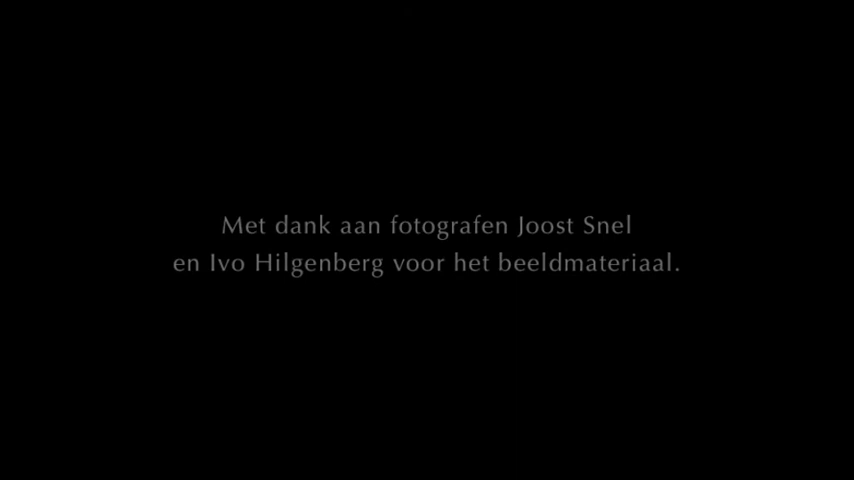 Met dank aan fotografen Joost Snel
en Ivo Hilgenberg voor het beeldmateriaal.